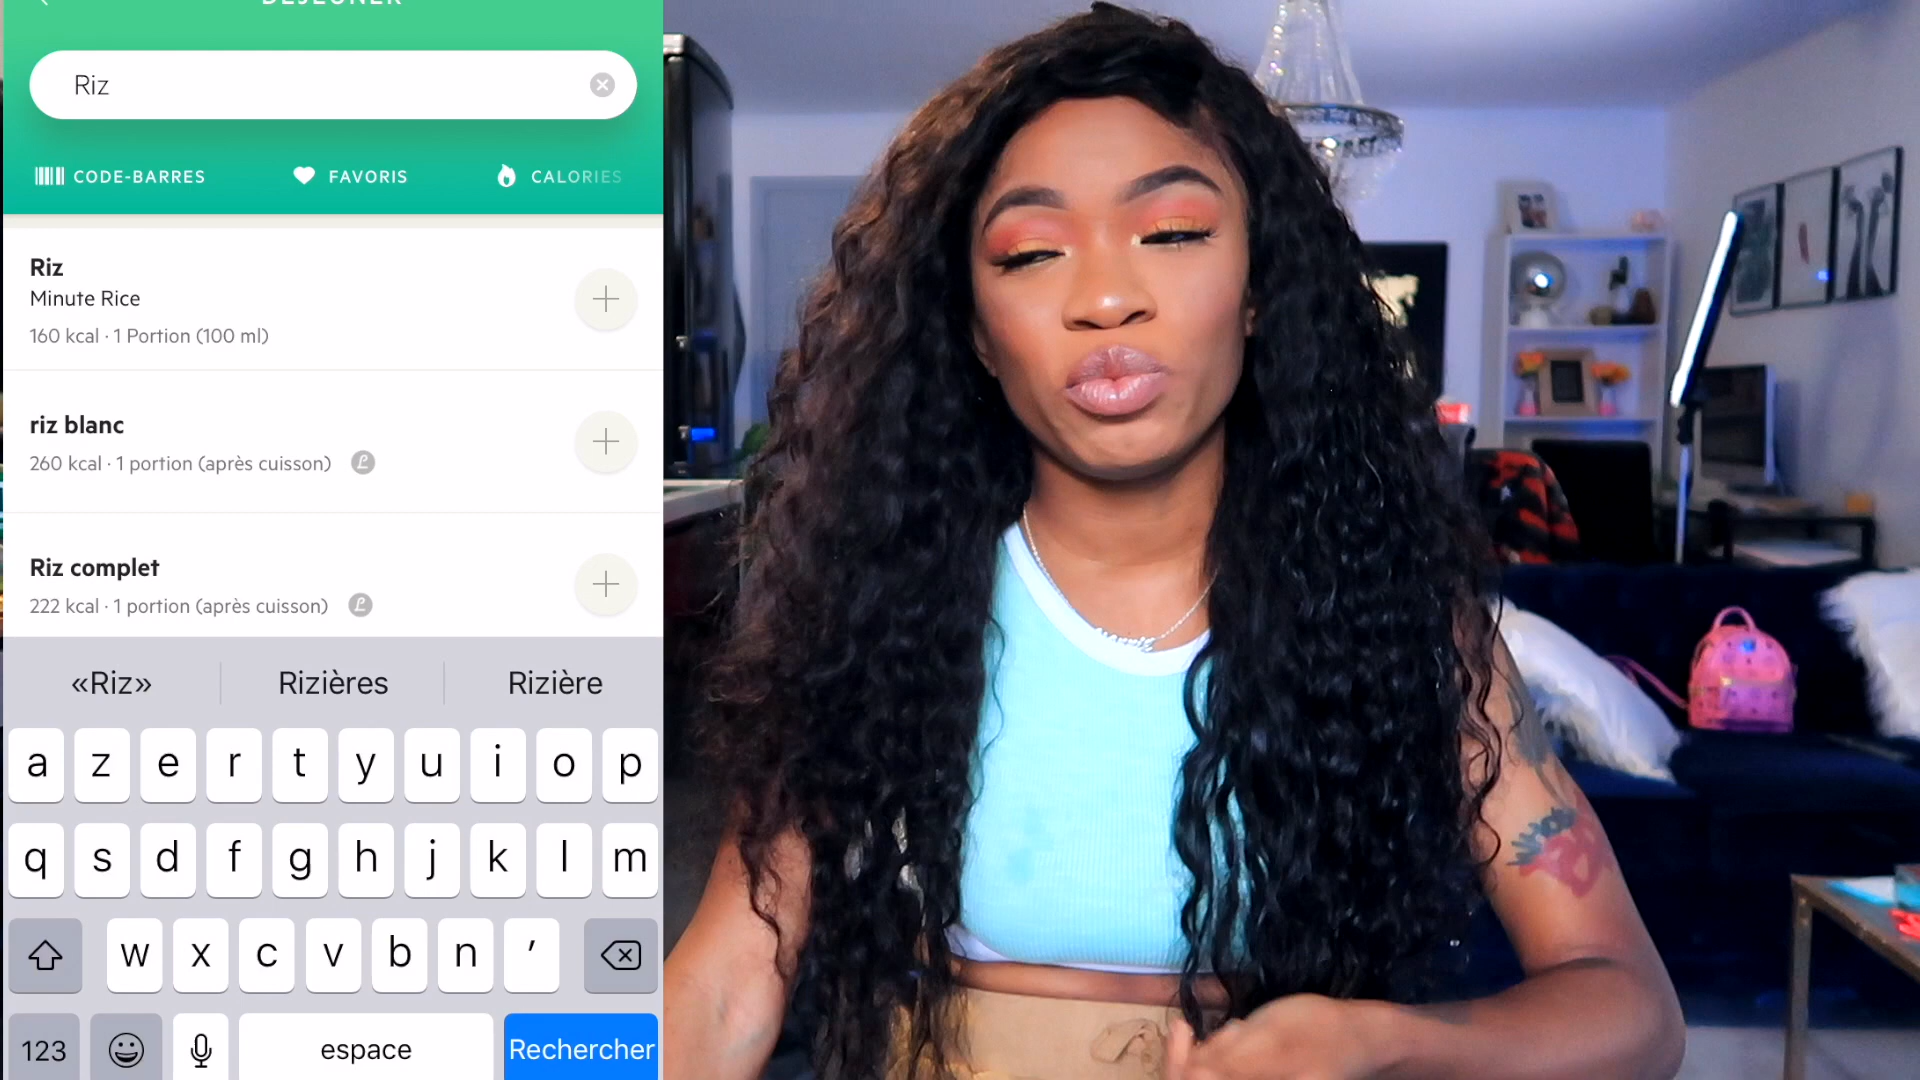 DÉJEUNER
Riz
CODE-BARRES
FAVORIS
CALORIES
Riz
Minute Rice
160 kcal · 1 Portion (100 ml)
riz blanc
260 kcal · 1 portion (après cuisson)
Riz complet
222 kcal · 1 portion (après cuisson)
«Riz» Rizières Rizière
a z e r t y u i o p
q s d f g h j k l m
w x c v b n ’
123 espace Rechercher